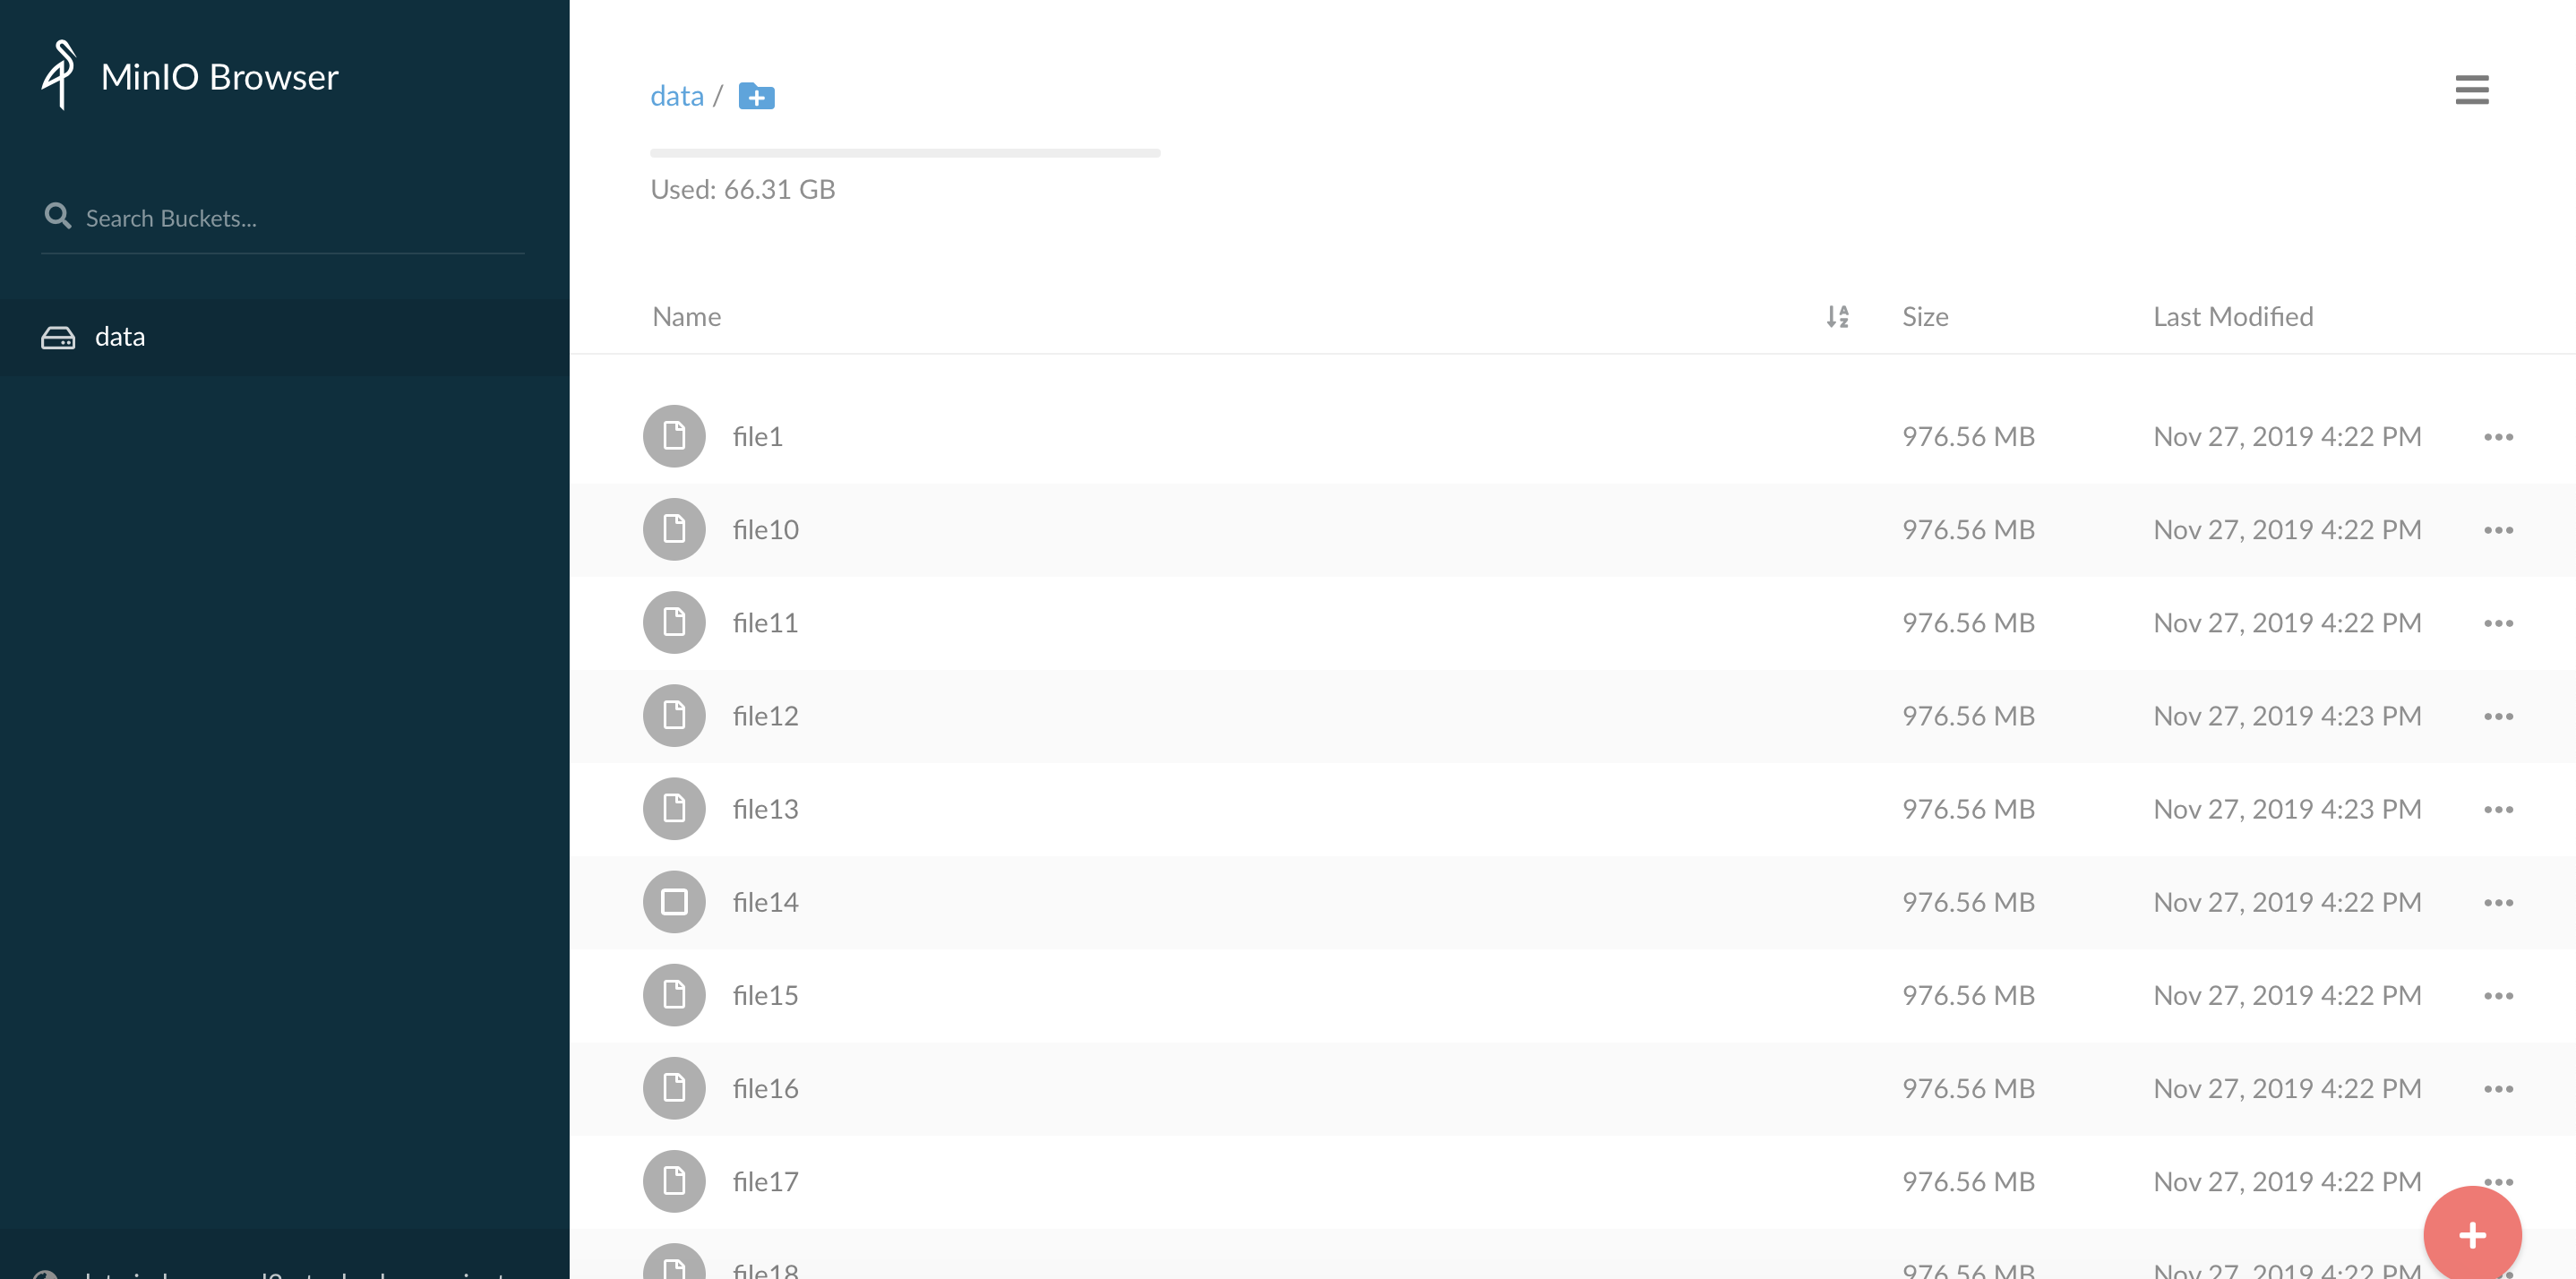 MinIO Browser
Search Buckets...
data
data /
Used: 66.31 GB
Name Size Last Modified
file1 976.56 MB Nov 27, 2019 4:22 PM
file10 976.56 MB Nov 27, 2019 4:22 PM
file11 976.56 MB Nov 27, 2019 4:22 PM
file12 976.56 MB Nov 27, 2019 4:23 PM
file13 976.56 MB Nov 27, 2019 4:23 PM
file14 976.56 MB Nov 27, 2019 4:22 PM
file15 976.56 MB Nov 27, 2019 4:22 PM
file16 976.56 MB Nov 27, 2019 4:22 PM
file17 976.56 MB Nov 27, 2019 4:22 PM
file18 976.56 MB Nov 27, 2019 4:22 PM